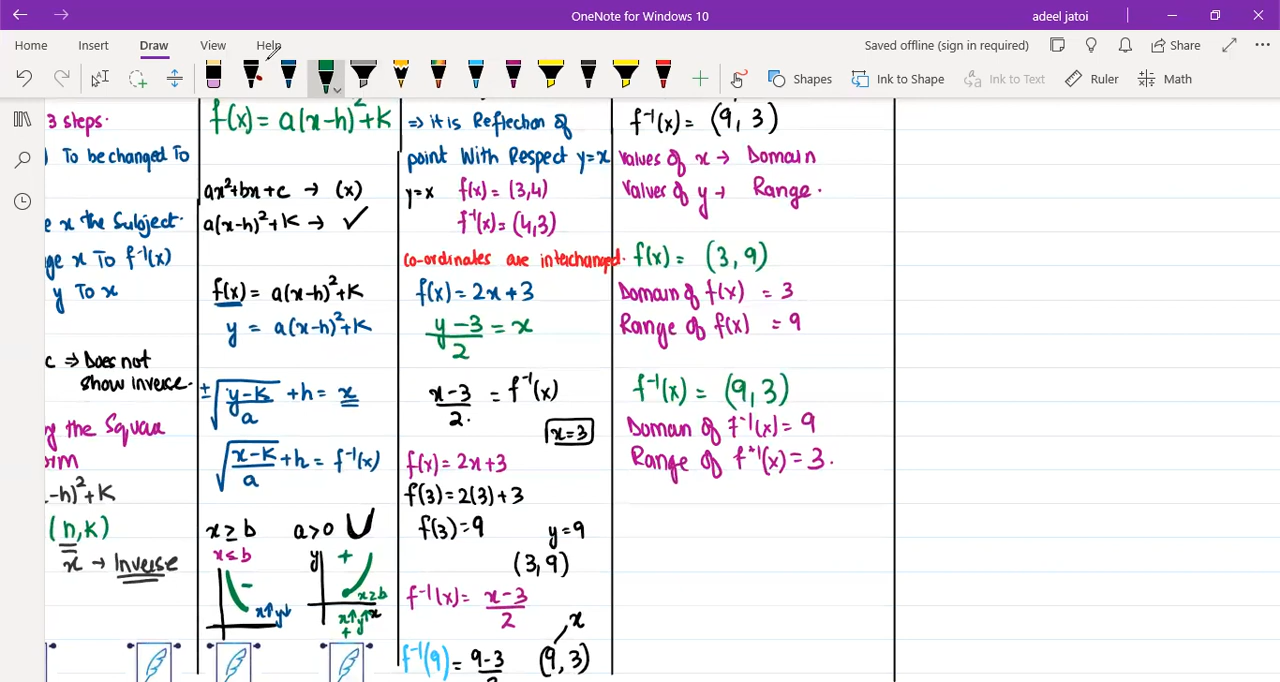 OneNote for Windows 10
adeel jatoi
Home Insert Draw View Help
Saved offline (sign in required) Share
Shapes Ink to Shape Ink to Text Ruler Math
3 steps.
) To be changed To
e x the Subject.
ge x To f⁻¹(x)
y To x
c ⇒ Does not
show inverse.
g the Square
-h)²+K
(h,K)
x → Inverse
f(x) = a(x-h)²+K
ax²+bx+c → (x)
a(x-h)²+K → ✓
f(x) = a(x-h)²+K
y = a(x-h)²+K
±√((y-K)/a) +h = x
√((x-K)/a) +h = f⁻¹(x)
x ≥ b a>0
x ≤ b y +
-
x≥b
x↑y↓ x↑y↑ x
+
⇒ it is Reflection of
point With Respect y=x
y=x f(x) = (3,4)
f⁻¹(x) = (4,3)
co-ordinates are interchanged.
f(x) = 2x+3
(y-3)/2 = x
(x-3)/2. = f⁻¹(x)
x=3
f(x) = 2x+3
f(3) = 2(3)+3
f(3) = 9 y=9
(3,9)
f⁻¹(x) = (x-3)/2
x
f⁻¹(9) = (9-3)/2 (9,3)
f⁻¹(x) = (9,3)
Values of x → Domain
Values of y → Range.
f(x) = (3,9)
Domain of f(x) = 3
Range of f(x) = 9
f⁻¹(x) = (9,3)
Doman of f⁻¹(x) = 9
Range of f⁻¹(x) = 3.